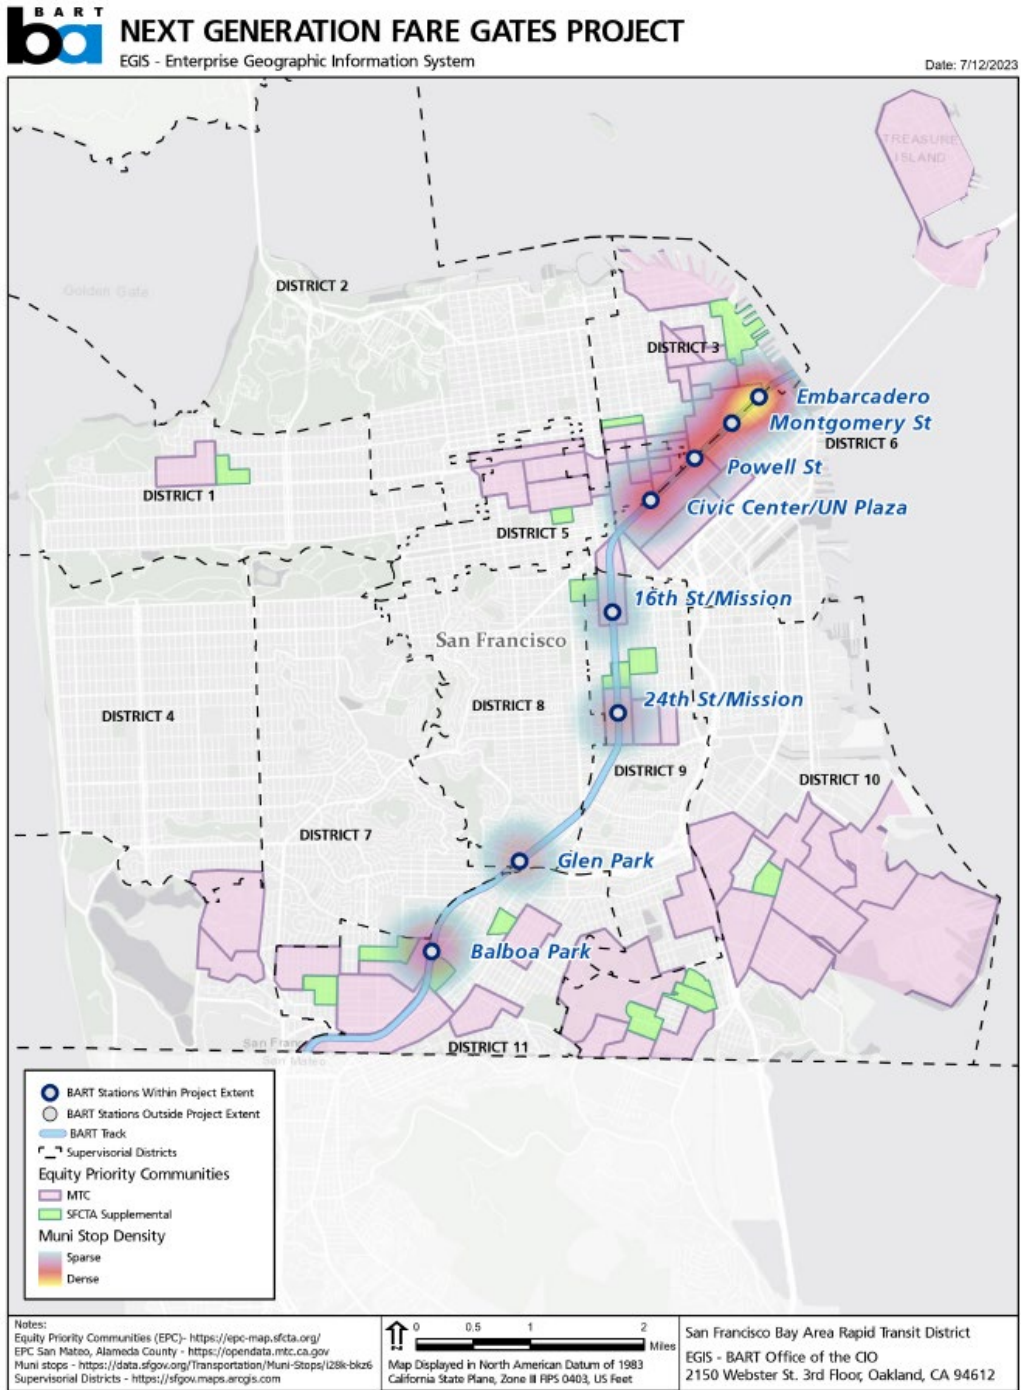 BART
ba
NEXT GENERATION FARE GATES PROJECT
EGIS - Enterprise Geographic Information System
Date: 7/12/2023
TREASURE
ISLAND
Golden Gate
DISTRICT 2
DISTRICT 3
Embarcadero
Montgomery St
DISTRICT 6
Powell St
DISTRICT 1
Civic Center/UN Plaza
DISTRICT 5
16th St/Mission
San Francisco
24th St/Mission
DISTRICT 8
DISTRICT 4
DISTRICT 9
DISTRICT 10
DISTRICT 7
Glen Park
Balboa Park
San Fran
San Mateo
DISTRICT 11
BART Stations Within Project Extent
BART Stations Outside Project Extent
BART Track
Supervisorial Districts
Equity Priority Communities
MTC
SFCTA Supplemental
Muni Stop Density
Sparse
Dense
Notes:
Equity Priority Communities (EPC)- https://epc-map.sfcta.org/
EPC San Mateo, Alameda County - https://opendata.mtc.ca.gov
Muni stops - https://data.sfgov.org/Transportation/Muni-Stops/i28k-bkz6
Supervisorial Districts - https://sfgov.maps.arcgis.com
0 0.5 1 2
Miles
Map Displayed in North American Datum of 1983
California State Plane, Zone III FIPS 0403, US Feet
San Francisco Bay Area Rapid Transit District
EGIS - BART Office of the CIO
2150 Webster St. 3rd Floor, Oakland, CA 94612